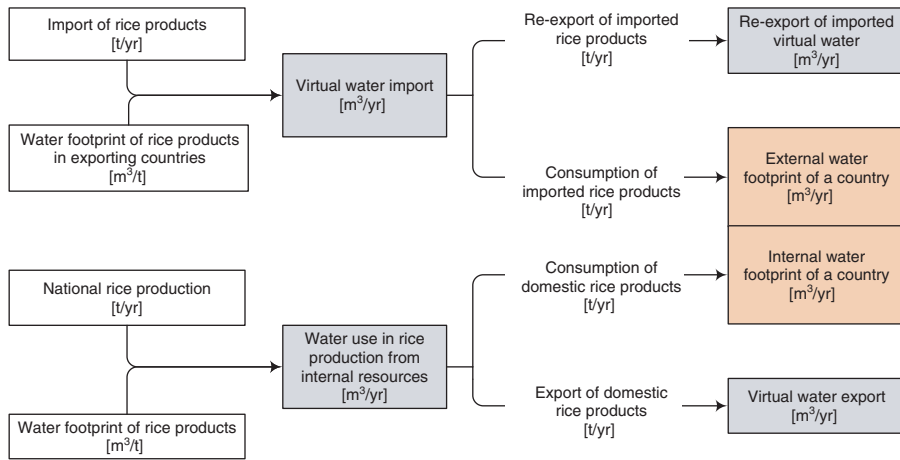 Import of rice products
[t/yr]
Water footprint of rice products
in exporting countries
[m³/t]
Virtual water import
[m³/yr]
Re-export of imported
rice products
[t/yr]
Re-export of imported
virtual water
[m³/yr]
Consumption of
imported rice products
[t/yr]
External water
footprint of a country
[m³/yr]
National rice production
[t/yr]
Water footprint of rice products
[m³/t]
Water use in rice
production from
internal resources
[m³/yr]
Consumption of
domestic rice products
[t/yr]
Internal water
footprint of a country
[m³/yr]
Export of domestic
rice products
[t/yr]
Virtual water export
[m³/yr]